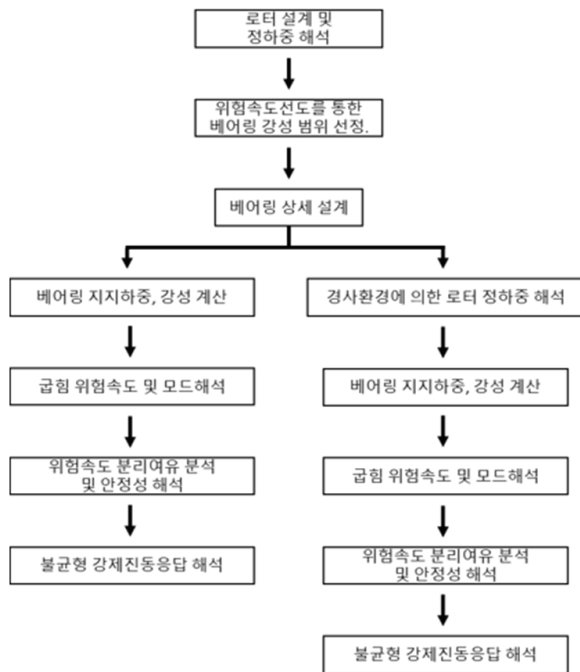 로터 설계 및
정하중 해석
위험속도선도를 통한
베어링 강성 범위 선정.
베어링 상세 설계
베어링 지지하중, 강성 계산
굽힘 위험속도 및 모드해석
위험속도 분리여유 분석
및 안정성 해석
불균형 강제진동응답 해석
경사환경에 의한 로터 정하중 해석
베어링 지지하중, 강성 계산
굽힘 위험속도 및 모드해석
위험속도 분리여유 분석
및 안정성 해석
불균형 강제진동응답 해석